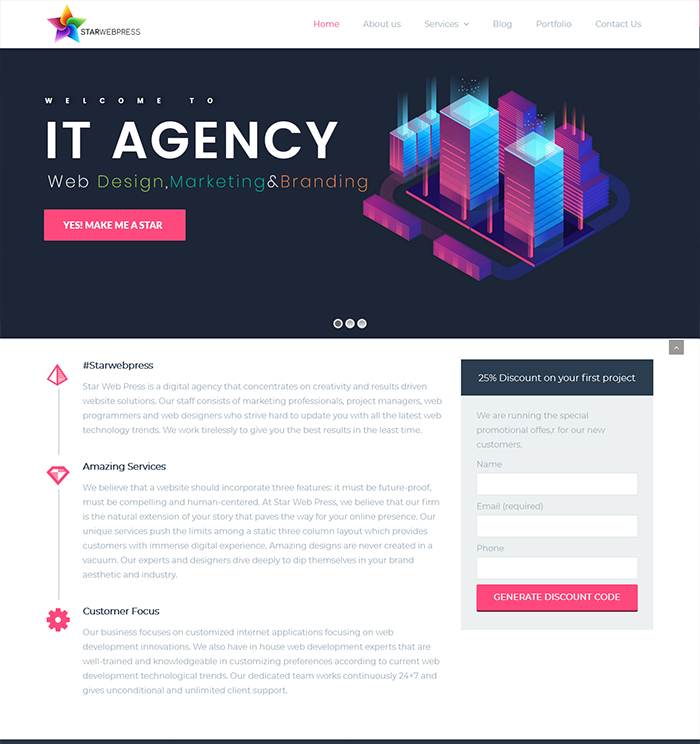 STARWEBPRESS
Home About us Services Blog Portfolio Contact Us
WELCOME TO
IT AGENCY
Web Design,Marketing&Branding
YES! MAKE ME A STAR
#Starwebpress
Star Web Press is a digital agency that concentrates on creativity and results driven
website solutions. Our staff consists of marketing professionals, project managers, web
programmers and web designers who strive hard to update you with all the latest web
technology trends. We work tirelessly to give you the best results in the least time.
Amazing Services
We believe that a website should incorporate three features: it must be future-proof,
must be compelling and human-centered. At Star Web Press, we believe that our firm
is the natural extension of your story that paves the way for your online presence. Our
unique services push the limits among a static three column layout which provides
customers with immense digital experience. Amazing designs are never created in a
vacuum. Our experts and designers dive deeply to dip themselves in your brand
aesthetic and industry.
Customer Focus
Our business focuses on customized internet applications focusing on web
development innovations. We also have in house web development experts that are
well-trained and knowledgeable in customizing preferences according to current web
development technological trends. Our dedicated team works continuously 24*7 and
gives unconditional and unlimited client support.
25% Discount on your first project
We are running the special
promotional offes,r for our new
customers.
Name
Email (required)
Phone
GENERATE DISCOUNT CODE